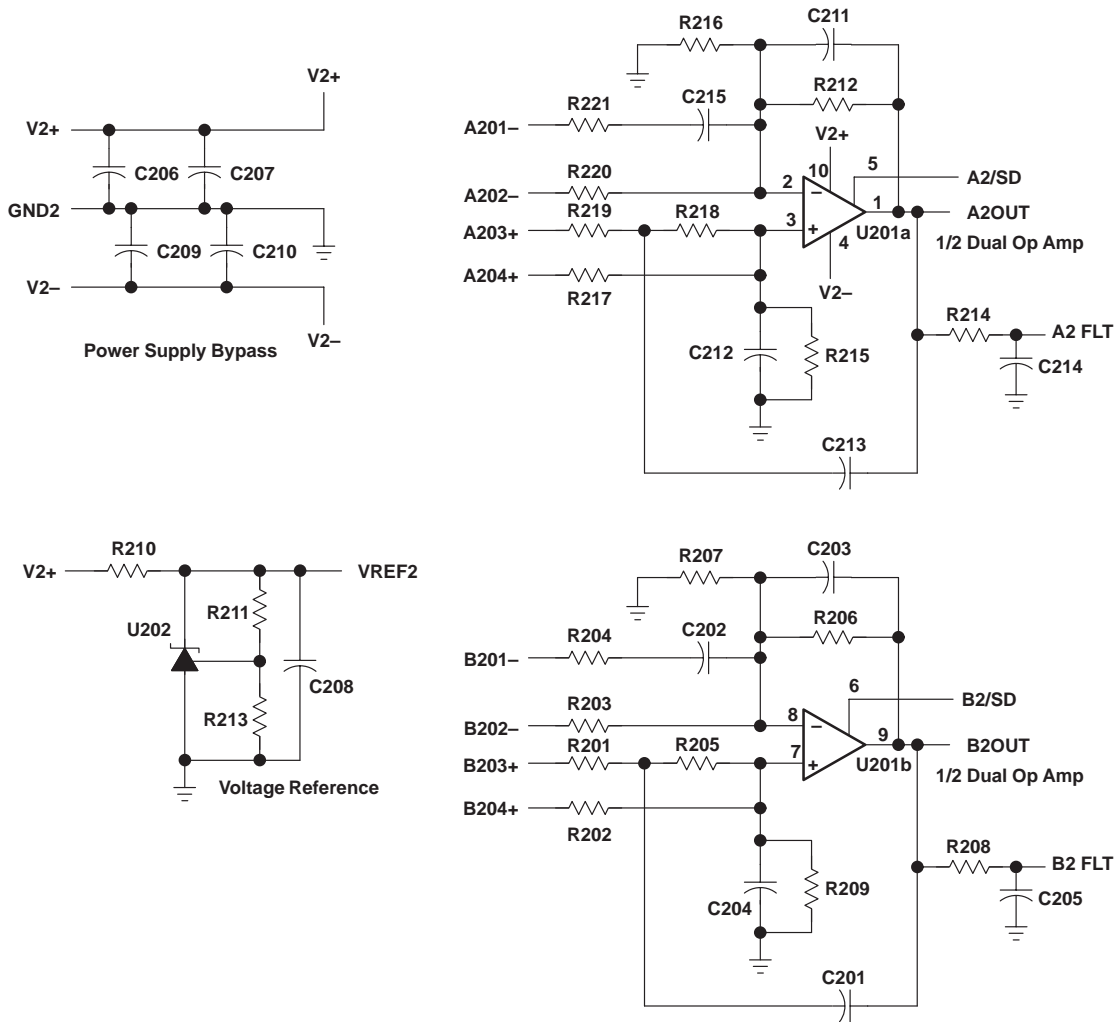 V2+
V2+
C206
C207
GND2
C209
C210
V2–
V2–
Power Supply Bypass
R216
C211
R212
R221
C215
A201–
V2+
R220
10
5
A2/SD
A202–
2
–
1
R219
R218
3
+
U201a
A2OUT
A203+
4
1/2 Dual Op Amp
A204+
R217
V2–
R214
A2 FLT
C212
R215
C214
C213
R210
V2+
VREF2
R211
U202
C208
R213
Voltage Reference
R207
C203
R206
R204
C202
B201–
R203
6
B2/SD
B202–
8
–
9
R201
R205
7
+
U201b
B2OUT
B203+
1/2 Dual Op Amp
B204+
R202
R208
B2 FLT
C204
R209
C205
C201